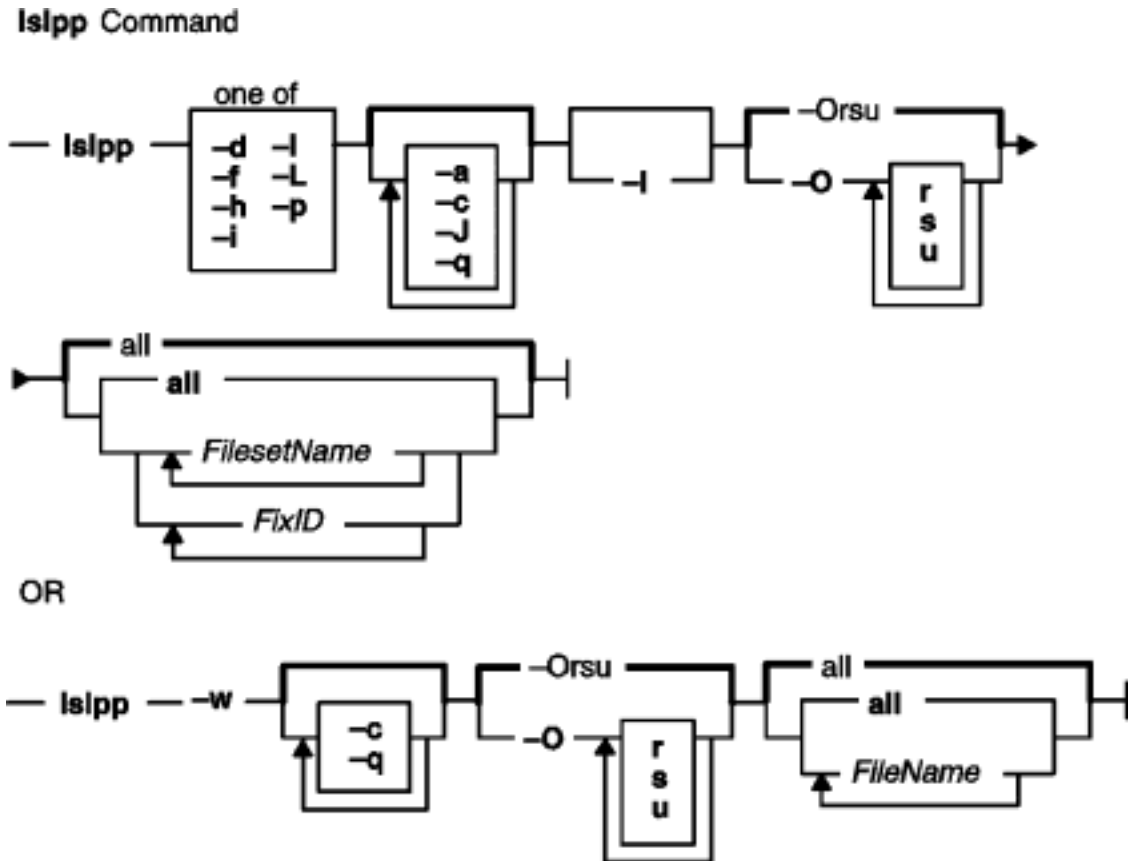 lslpp Command
one of
lslpp
–d –l
–f –L
–h –p
–i
–a
–c
–J
–q
–I
–Orsu
–O
r
s
u
all
all
FilesetName
FixID
OR
lslpp –w
–c
–q
–Orsu
–O
r
s
u
all
all
FileName